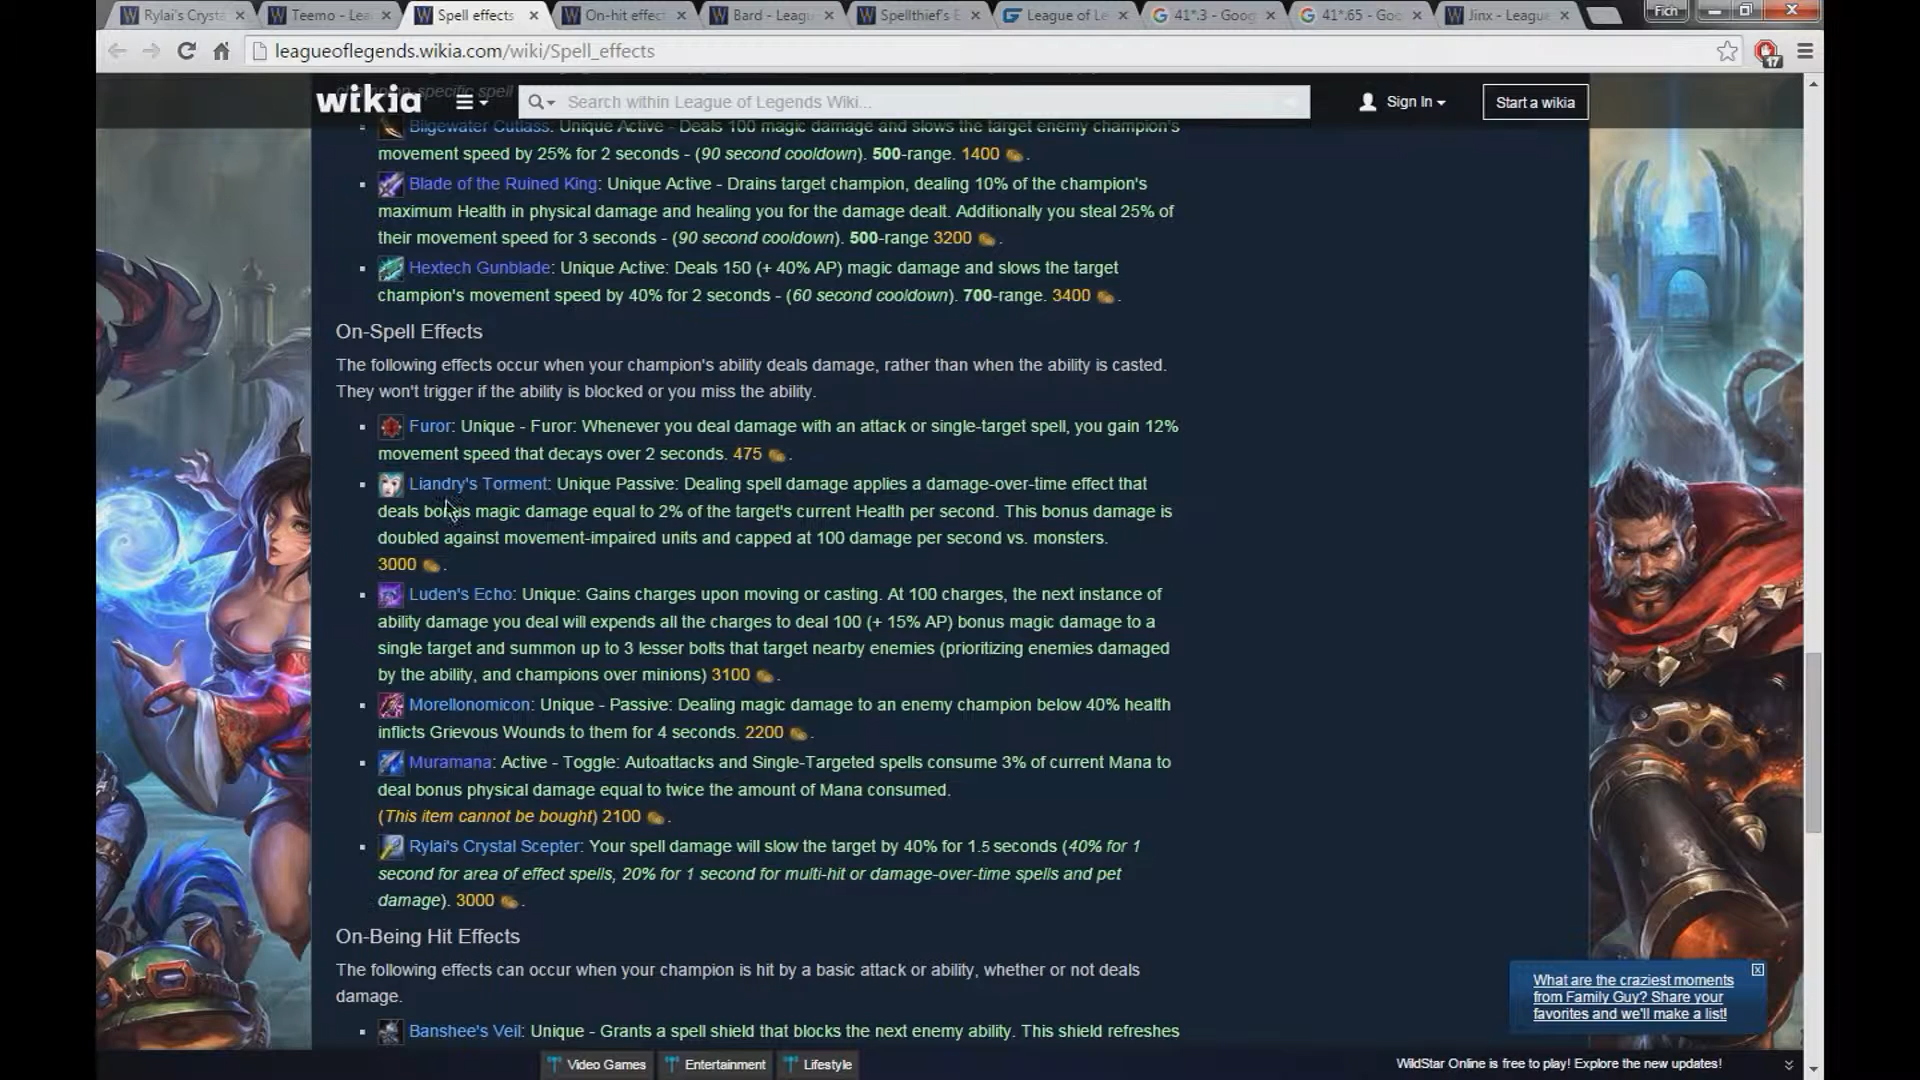 Rylai's Crysta
Teemo - Lea
Spell effects
On-hit effect
Bard - Leagu
Spellthief's E
League of Le
41*.3 - Goog
41*.65 - Goo
Jinx - League
Fich
leagueoflegends.wikia.com/wiki/Spell_effects
17
champion specific spell
wikia
Search within League of Legends Wiki...
Sign In
Start a wikia
Bilgewater Cutlass: Unique Active - Deals 100 magic damage and slows the target enemy champion's
movement speed by 25% for 2 seconds - (90 second cooldown). 500-range. 1400 .
Blade of the Ruined King: Unique Active - Drains target champion, dealing 10% of the champion's
maximum Health in physical damage and healing you for the damage dealt. Additionally you steal 25% of
their movement speed for 3 seconds - (90 second cooldown). 500-range 3200 .
Hextech Gunblade: Unique Active: Deals 150 (+ 40% AP) magic damage and slows the target
champion's movement speed by 40% for 2 seconds - (60 second cooldown). 700-range. 3400 .
On-Spell Effects
The following effects occur when your champion's ability deals damage, rather than when the ability is casted.
They won't trigger if the ability is blocked or you miss the ability.
Furor: Unique - Furor: Whenever you deal damage with an attack or single-target spell, you gain 12%
movement speed that decays over 2 seconds. 475 .
Liandry's Torment: Unique Passive: Dealing spell damage applies a damage-over-time effect that
deals bonus magic damage equal to 2% of the target's current Health per second. This bonus damage is
doubled against movement-impaired units and capped at 100 damage per second vs. monsters.
3000 .
Luden's Echo: Unique: Gains charges upon moving or casting. At 100 charges, the next instance of
ability damage you deal will expends all the charges to deal 100 (+ 15% AP) bonus magic damage to a
single target and summon up to 3 lesser bolts that target nearby enemies (prioritizing enemies damaged
by the ability, and champions over minions) 3100 .
Morellonomicon: Unique - Passive: Dealing magic damage to an enemy champion below 40% health
inflicts Grievous Wounds to them for 4 seconds. 2200 .
Muramana: Active - Toggle: Autoattacks and Single-Targeted spells consume 3% of current Mana to
deal bonus physical damage equal to twice the amount of Mana consumed.
(This item cannot be bought) 2100 .
Rylai's Crystal Scepter: Your spell damage will slow the target by 40% for 1.5 seconds (40% for 1
second for area of effect spells, 20% for 1 second for multi-hit or damage-over-time spells and pet
damage). 3000 .
On-Being Hit Effects
The following effects can occur when your champion is hit by a basic attack or ability, whether or not deals
damage.
Banshee's Veil: Unique - Grants a spell shield that blocks the next enemy ability. This shield refreshes
What are the craziest moments
from Family Guy? Share your
favorites and we'll make a list!
Video Games
Entertainment
Lifestyle
WildStar Online is free to play! Explore the new updates!